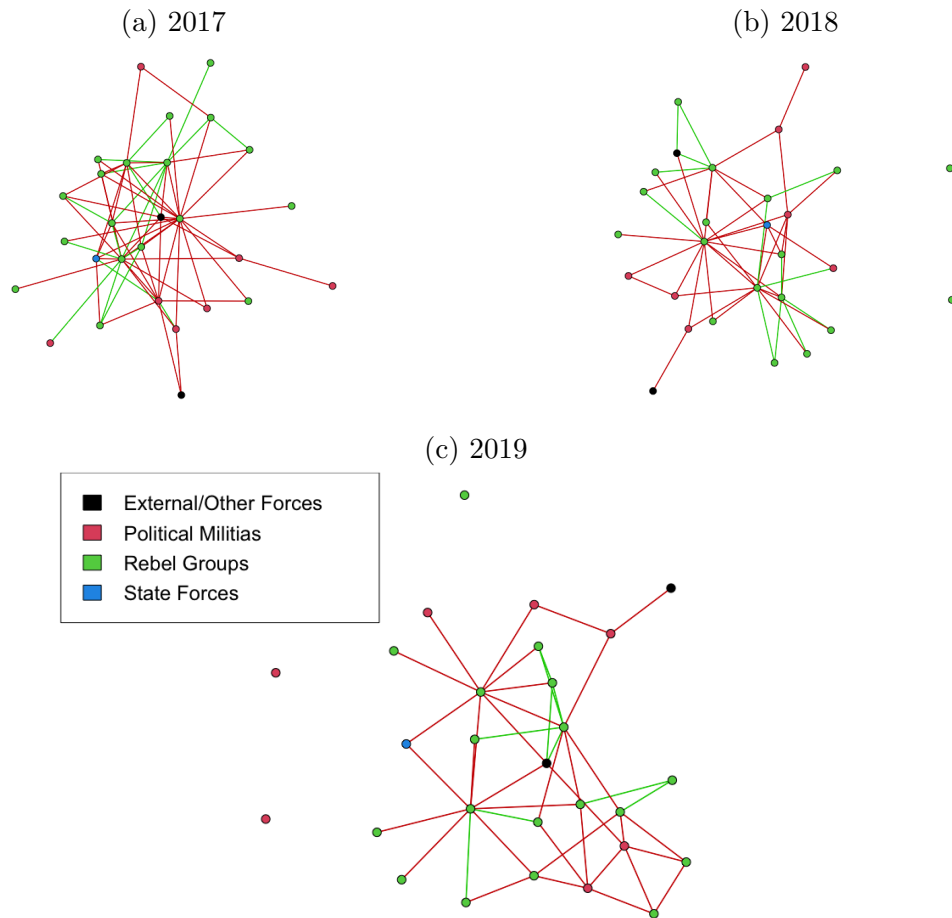 (a) 2017
(b) 2018
(c) 2019
External/Other Forces
Political Militias
Rebel Groups
State Forces